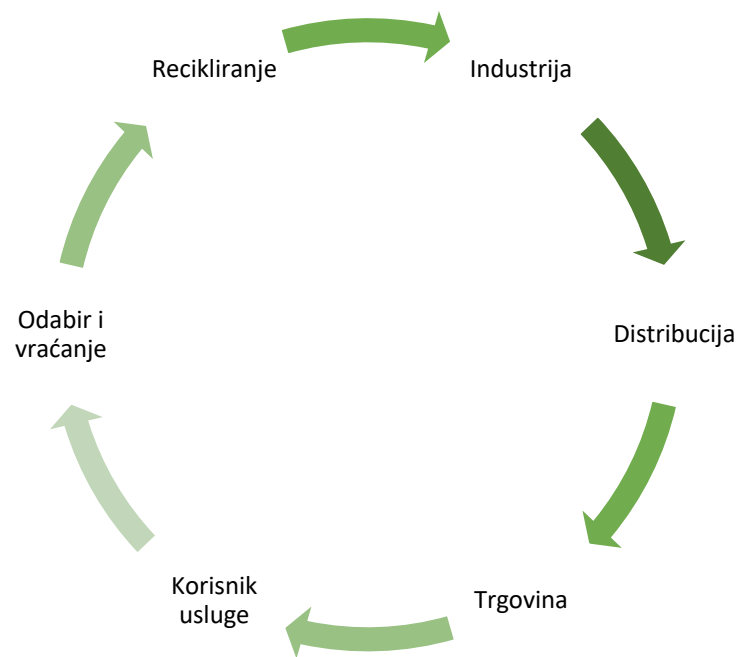 Recikliranje
Industrija
Odabir i
vraćanje
Distribucija
Korisnik
usluge
Trgovina